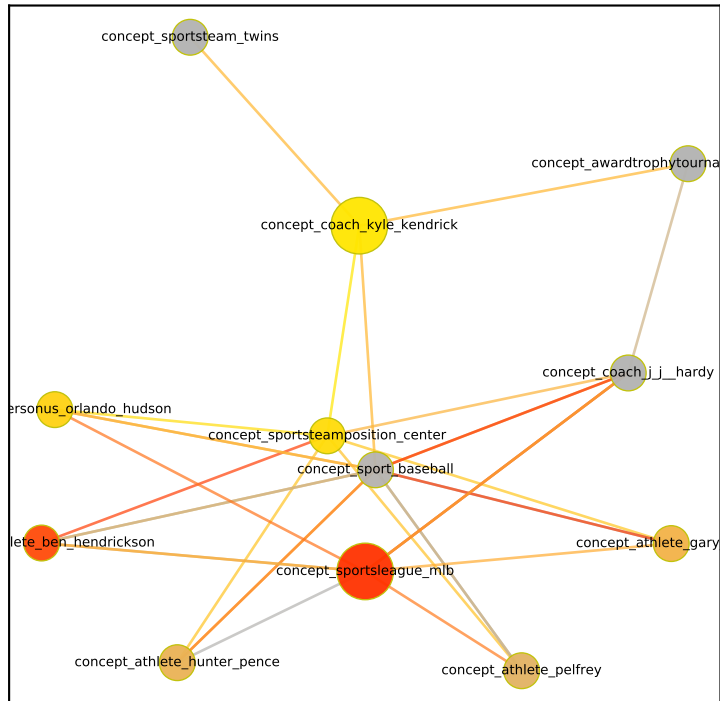 concept_sportsteam_twins
concept_awardtrophytourna
concept_coach_kyle_kendrick
concept_coach_j_j__hardy
ersonus_orlando_hudson
concept_sportsteamposition_center
concept_sport_baseball
lete_ben_hendrickson
concept_athlete_gary
concept_sportsleague_mlb
concept_athlete_hunter_pence
concept_athlete_pelfrey